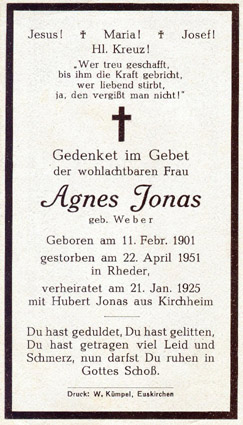 Jesus! ✝ Maria! ✝ Josef!
Hl. Kreuz!
„Wer treu geschafft,
bis ihm die Kraft gebricht,
wer liebend stirbt,
ja, den vergißt man nicht!"
Gedenket im Gebet
der wohlachtbaren Frau
Agnes Jonas
geb. Weber
Geboren am 11. Febr. 1901
gestorben am 22. April 1951
in Rheder,
verheiratet am 21. Jan. 1925
mit Hubert Jonas aus Kirchheim
Du hast geduldet, Du hast gelitten,
Du hast getragen viel Leid und
Schmerz, nun darfst Du ruhen in
Gottes Schoß.
Druck: W. Kümpel, Euskirchen